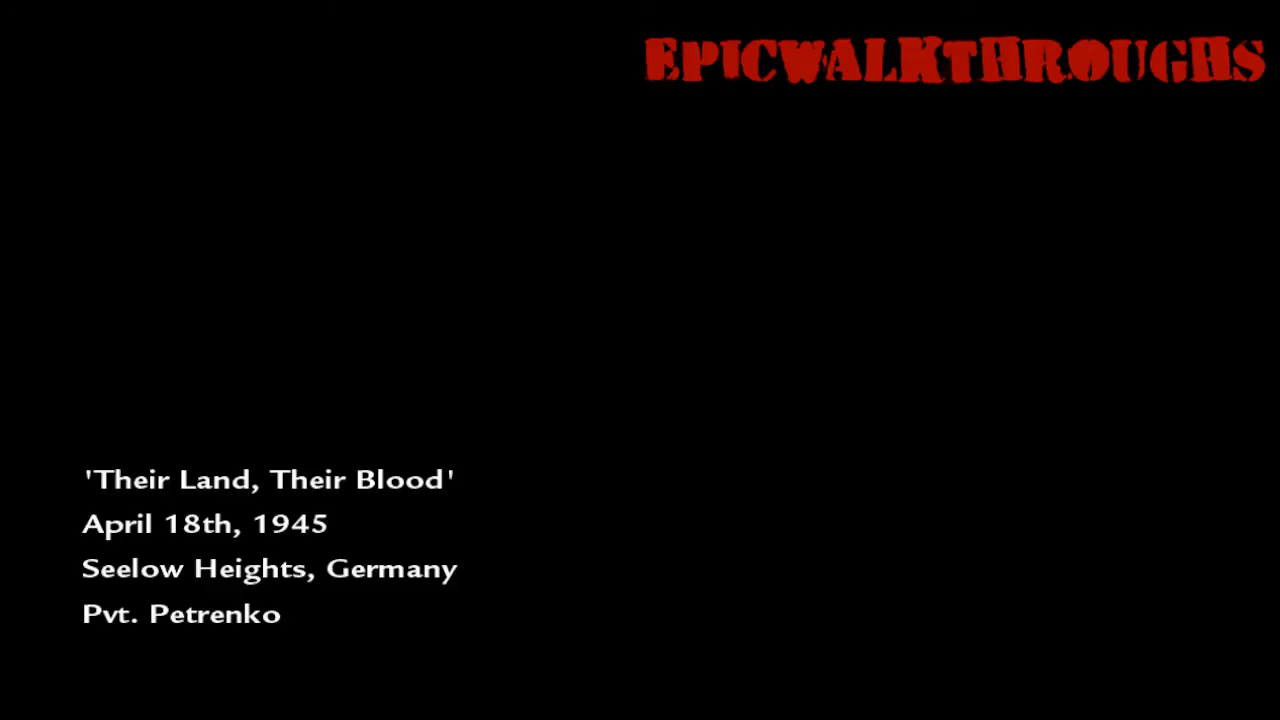 EPICWALKTHROUGHS
'Their Land, Their Blood'
April 18th, 1945
Seelow Heights, Germany
Pvt. Petrenko